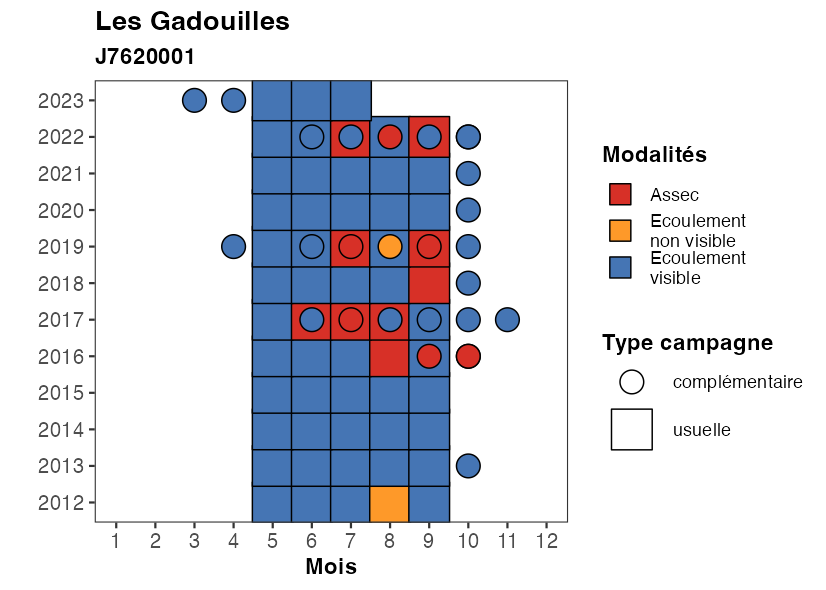 Les Gadouilles
J7620001
2023
2022
2021
2020
2019
2018
2017
2016
2015
2014
2013
2012
1 2 3 4 5 6 7 8 9 10 11 12
Mois
Modalités
Assec
Ecoulement
non visible
Ecoulement
visible
Type campagne
complémentaire
usuelle